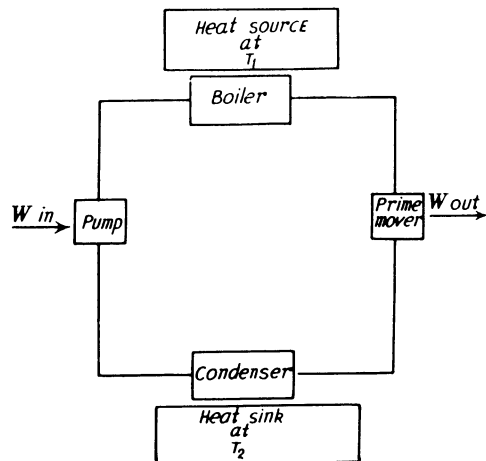 Heat source
at
T1
Boiler
W in
Pump
Prime
mover
W out
Condenser
Heat sink
at
T2